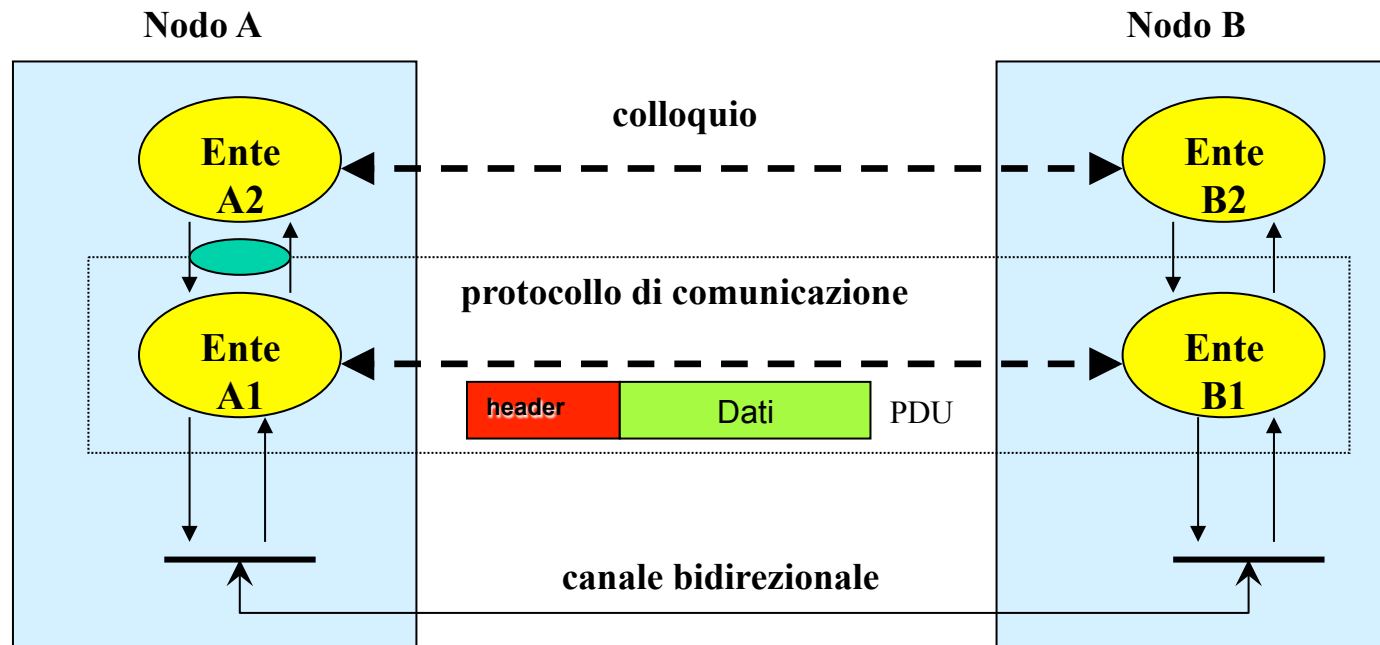 Nodo A
Nodo B
colloquio
Ente
A2
Ente
B2
protocollo di comunicazione
Ente
A1
Ente
B1
header
Dati
PDU
canale bidirezionale